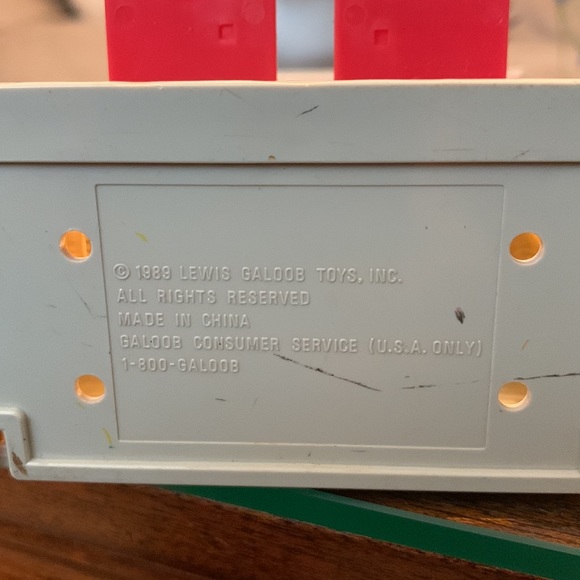 © 1989 LEWIS GALOOB TOYS, INC.
ALL RIGHTS RESERVED
MADE IN CHINA
GALOOB CONSUMER SERVICE (U.S.A. ONLY)
1-800-GALOOB